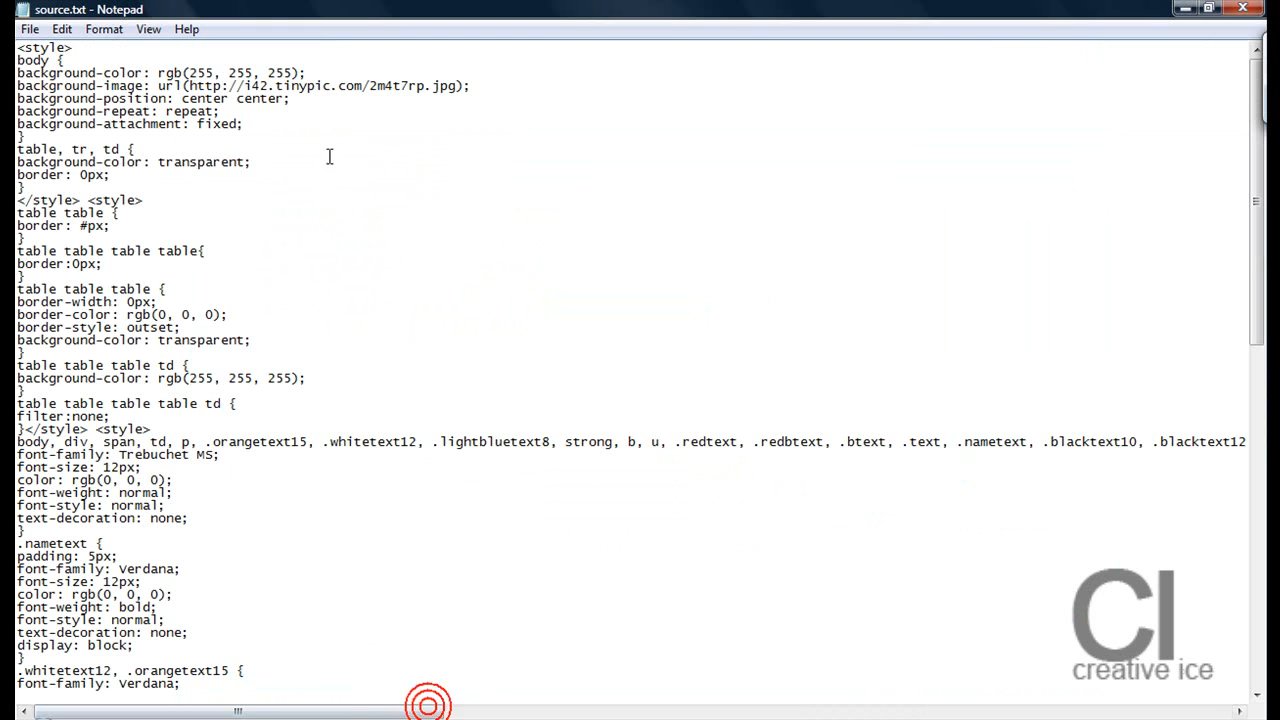 source.txt - Notepad
File Edit Format View Help
<style>
body {
background-color: rgb(255, 255, 255);
background-image: url(http://i42.tinypic.com/2m4t7rp.jpg);
background-position: center center;
background-repeat: repeat;
background-attachment: fixed;
}
table, tr, td {
background-color: transparent;
border: 0px;
}
</style> <style>
table table {
border: #px;
}
table table table table{
border:0px;
}
table table table {
border-width: 0px;
border-color: rgb(0, 0, 0);
border-style: outset;
background-color: transparent;
}
table table table td {
background-color: rgb(255, 255, 255);
}
table table table table td {
filter:none;
}</style> <style>
body, div, span, td, p, .orangetext15, .whitetext12, .lightbluetext8, strong, b, u, .redtext, .redbtext, .btext, .text, .nametext, .blacktext10, .blacktext12
font-family: Trebuchet MS;
font-size: 12px;
color: rgb(0, 0, 0);
font-weight: normal;
font-style: normal;
text-decoration: none;
}
.nametext {
padding: 5px;
font-family: verdana;
font-size: 12px;
color: rgb(0, 0, 0);
font-weight: bold;
font-style: normal;
text-decoration: none;
display: block;
}
.whitetext12, .orangetext15 {
font-family: verdana;
CI
creative ice